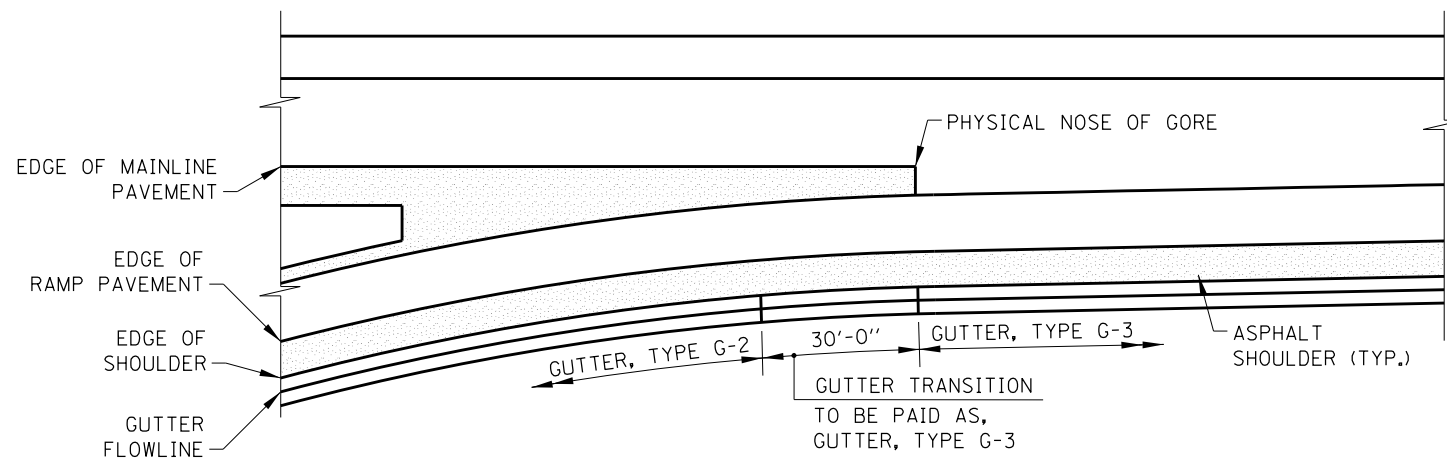 PHYSICAL NOSE OF GORE
EDGE OF MAINLINE
PAVEMENT
EDGE OF
RAMP PAVEMENT
EDGE OF
SHOULDER
GUTTER
FLOWLINE
GUTTER, TYPE G-2
30'-0"
GUTTER, TYPE G-3
GUTTER TRANSITION
TO BE PAID AS,
GUTTER, TYPE G-3
ASPHALT
SHOULDER (TYP.)